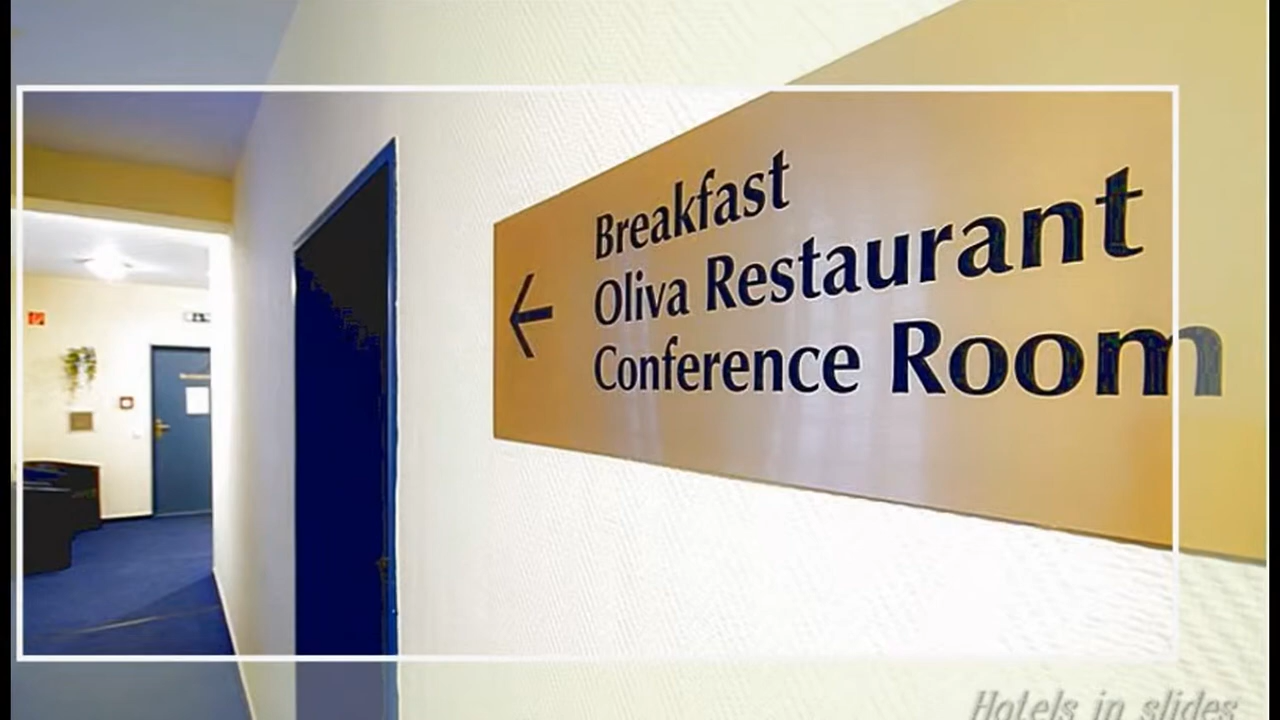 Breakfast
Oliva Restaurant
Conference Room
Hotels in slides